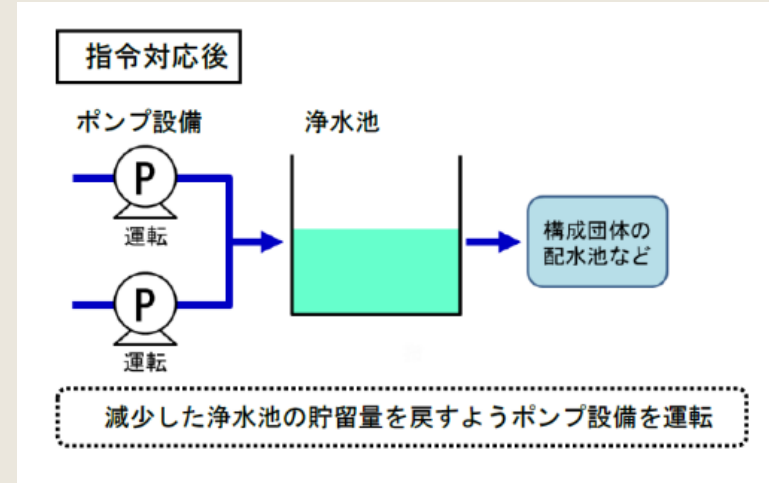 指令対応後
ポンプ設備
浄水池
P
運転
構成団体の
配水池など
P
運転
減少した浄水池の貯留量を戻すようポンプ設備を運転